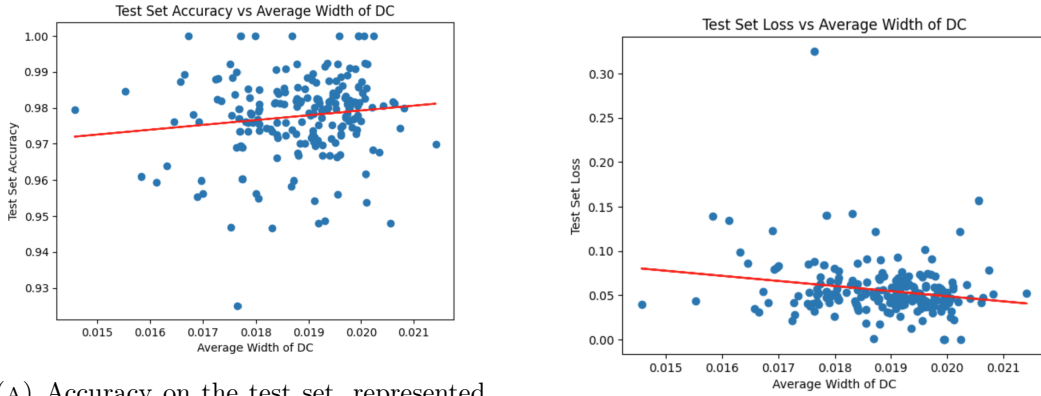 Test Set Accuracy vs Average Width of DC
1.00
0.99
0.98
0.97
0.96
0.95
0.94
0.93
Test Set Accuracy
0.015 0.016 0.017 0.018 0.019 0.020 0.021
Average Width of DC
Test Set Loss vs Average Width of DC
0.30
0.25
0.20
0.15
0.10
0.05
0.00
Test Set Loss
0.015 0.016 0.017 0.018 0.019 0.020 0.021
Average Width of DC
(A) Accuracy on the test set, represented